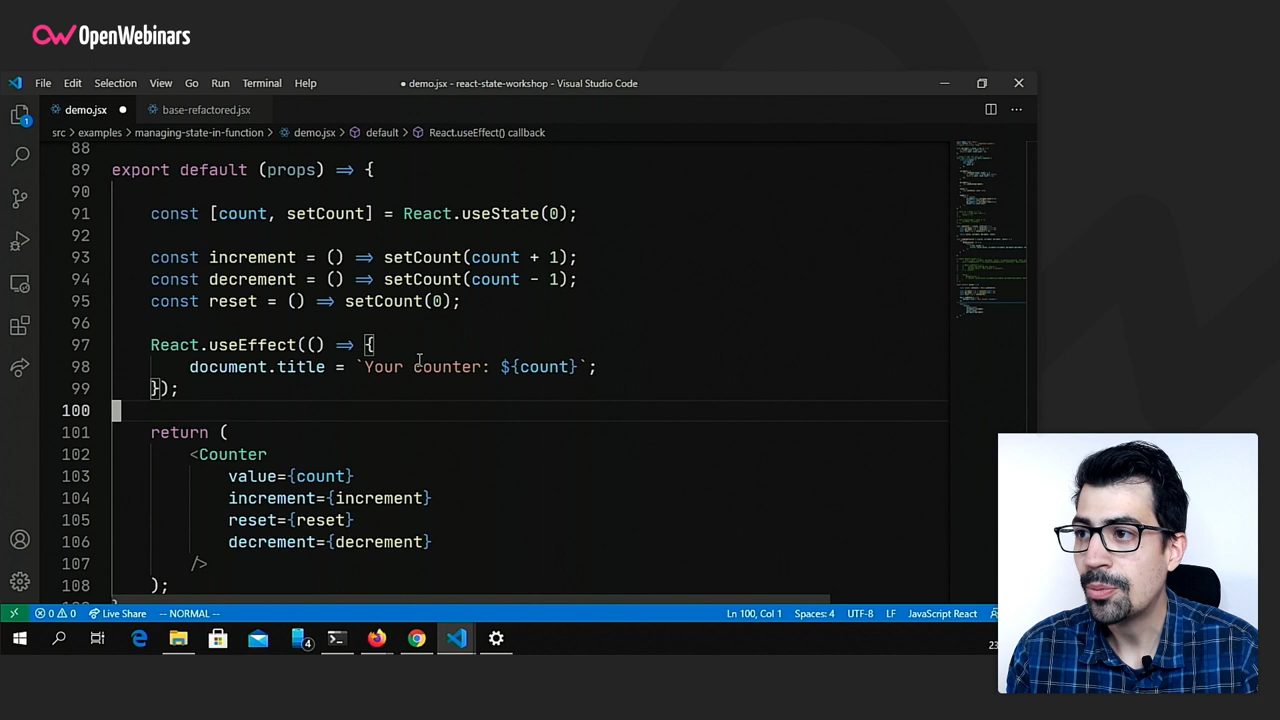 OpenWebinars
File Edit Selection View Go Run Terminal Help
● demo.jsx - react-state-workshop - Visual Studio Code
demo.jsx ●
base-refactored.jsx
src > examples > managing-state-in-function > demo.jsx > default > React.useEffect() callback
88
89 export default (props) => {
90
91 const [count, setCount] = React.useState(0);
92
93 const increment = () => setCount(count + 1);
94 const decrement = () => setCount(count - 1);
95 const reset = () => setCount(0);
96
97 React.useEffect(() => {
98 document.title = `Your counter: ${count}`;
99 });
100
101 return (
102 <Counter
103 value={count}
104 increment={increment}
105 reset={reset}
106 decrement={decrement}
107 />
108 );
1
0 0 Live Share -- NORMAL -- Ln 100, Col 1 Spaces: 4 UTF-8 LF JavaScript React
4
23